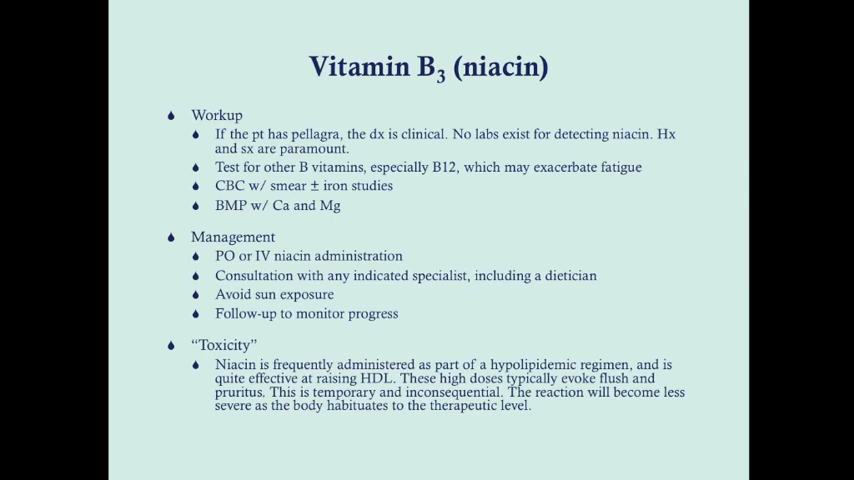 Vitamin B3 (niacin)
Workup
If the pt has pellagra, the dx is clinical. No labs exist for detecting niacin. Hx
and sx are paramount.
Test for other B vitamins, especially B12, which may exacerbate fatigue
CBC w/ smear ± iron studies
BMP w/ Ca and Mg
Management
PO or IV niacin administration
Consultation with any indicated specialist, including a dietician
Avoid sun exposure
Follow-up to monitor progress
“Toxicity”
Niacin is frequently administered as part of a hypolipidemic regimen, and is
quite effective at raising HDL. These high doses typically evoke flush and
pruritus. This is temporary and inconsequential. The reaction will become less
severe as the body habituates to the therapeutic level.